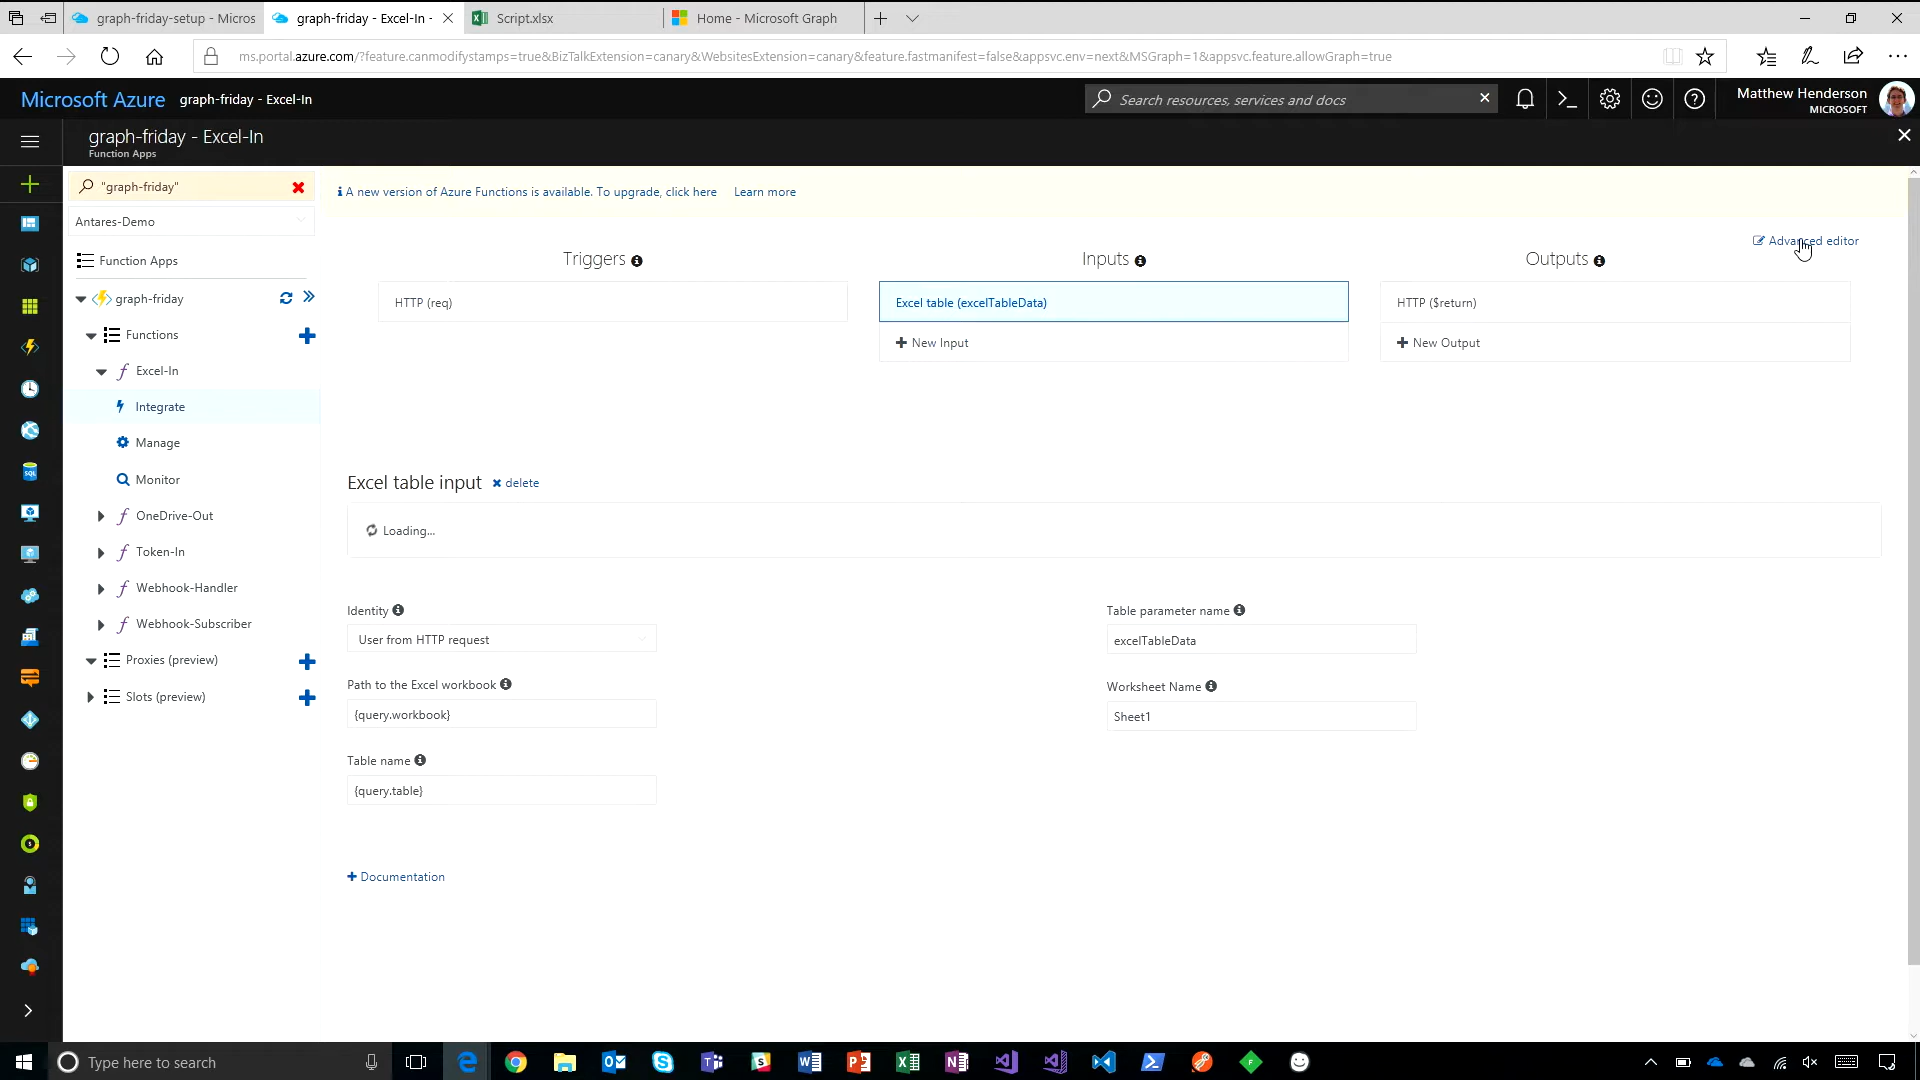 graph-friday-setup - Micros
graph-friday - Excel-In -
Script.xlsx
Home - Microsoft Graph
ms.portal.azure.com/?feature.canmodifystamps=true&BizTalkExtension=canary&WebsitesExtension=canary&feature.fastmanifest=false&appsvc.env=next&MSGraph=1&appsvc.feature.allowGraph=true
Microsoft Azure
graph-friday - Excel-In
Search resources, services and docs
Matthew Henderson
MICROSOFT
graph-friday - Excel-In
Function Apps
"graph-friday"
Antares-Demo
Function Apps
graph-friday
Functions
Excel-In
Integrate
Manage
Monitor
OneDrive-Out
Token-In
Webhook-Handler
Webhook-Subscriber
Proxies (preview)
Slots (preview)
A new version of Azure Functions is available. To upgrade, click here
Learn more
Advanced editor
Triggers
Inputs
Outputs
HTTP (req)
Excel table (excelTableData)
HTTP ($return)
New Input
New Output
Excel table input
delete
Loading...
Identity
User from HTTP request
Table parameter name
excelTableData
Path to the Excel workbook
{query.workbook}
Worksheet Name
Sheet1
Table name
{query.table}
Documentation
Type here to search